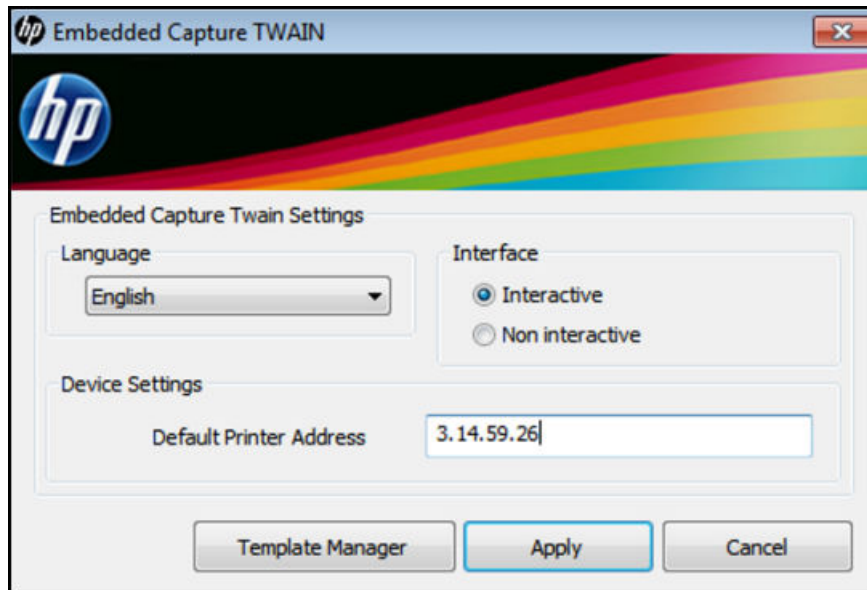 hp Embedded Capture TWAIN
hp
Embedded Capture Twain Settings
Language
English
Interface
Interactive
Non interactive
Device Settings
Default Printer Address 3.14.59.26
Template Manager Apply Cancel